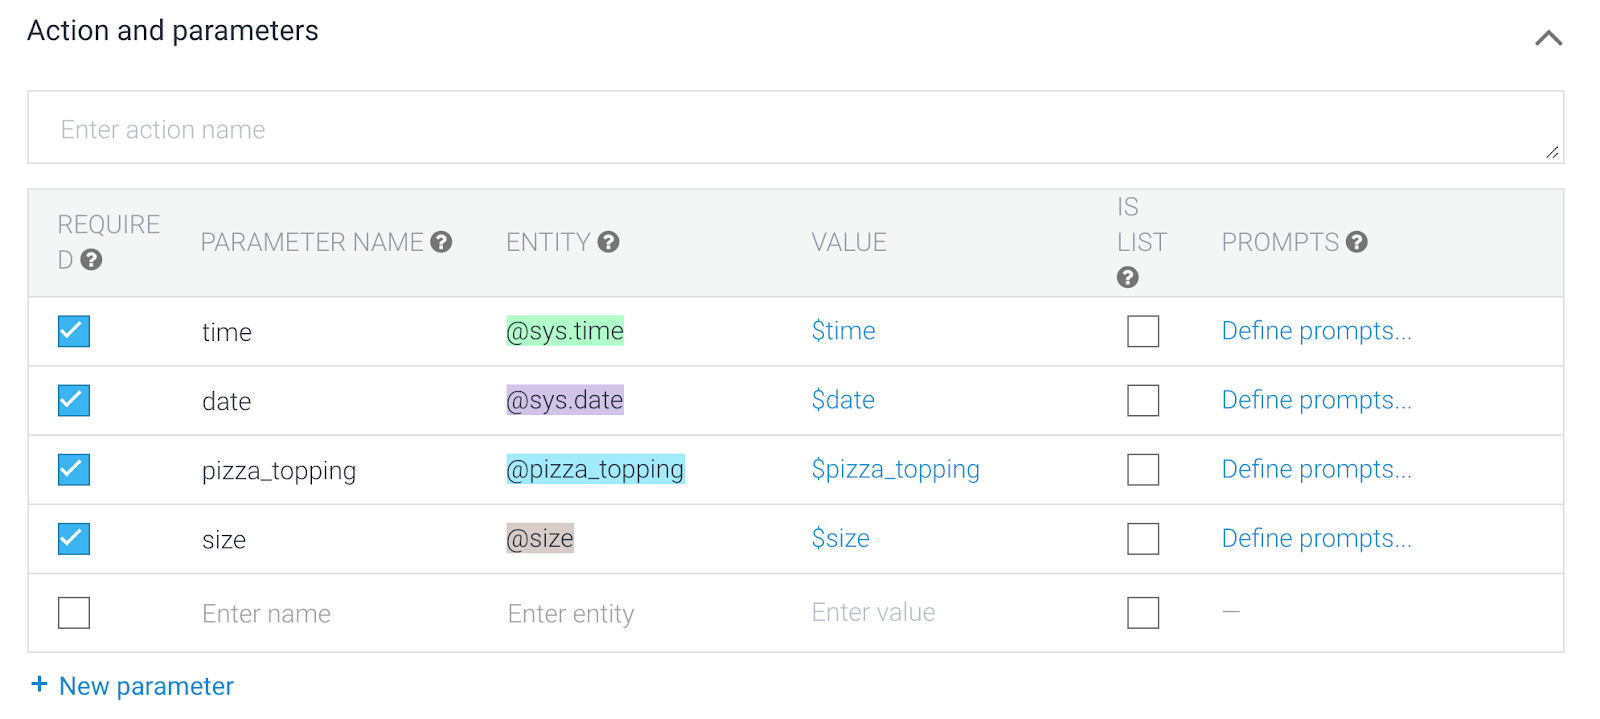 Action and parameters
Enter action name
REQUIRE
D
PARAMETER NAME
ENTITY
VALUE
IS
LIST
PROMPTS
time @sys.time $time Define prompts...
date @sys.date $date Define prompts...
pizza_topping @pizza_topping $pizza_topping Define prompts...
size @size $size Define prompts...
Enter name Enter entity Enter value —
+ New parameter